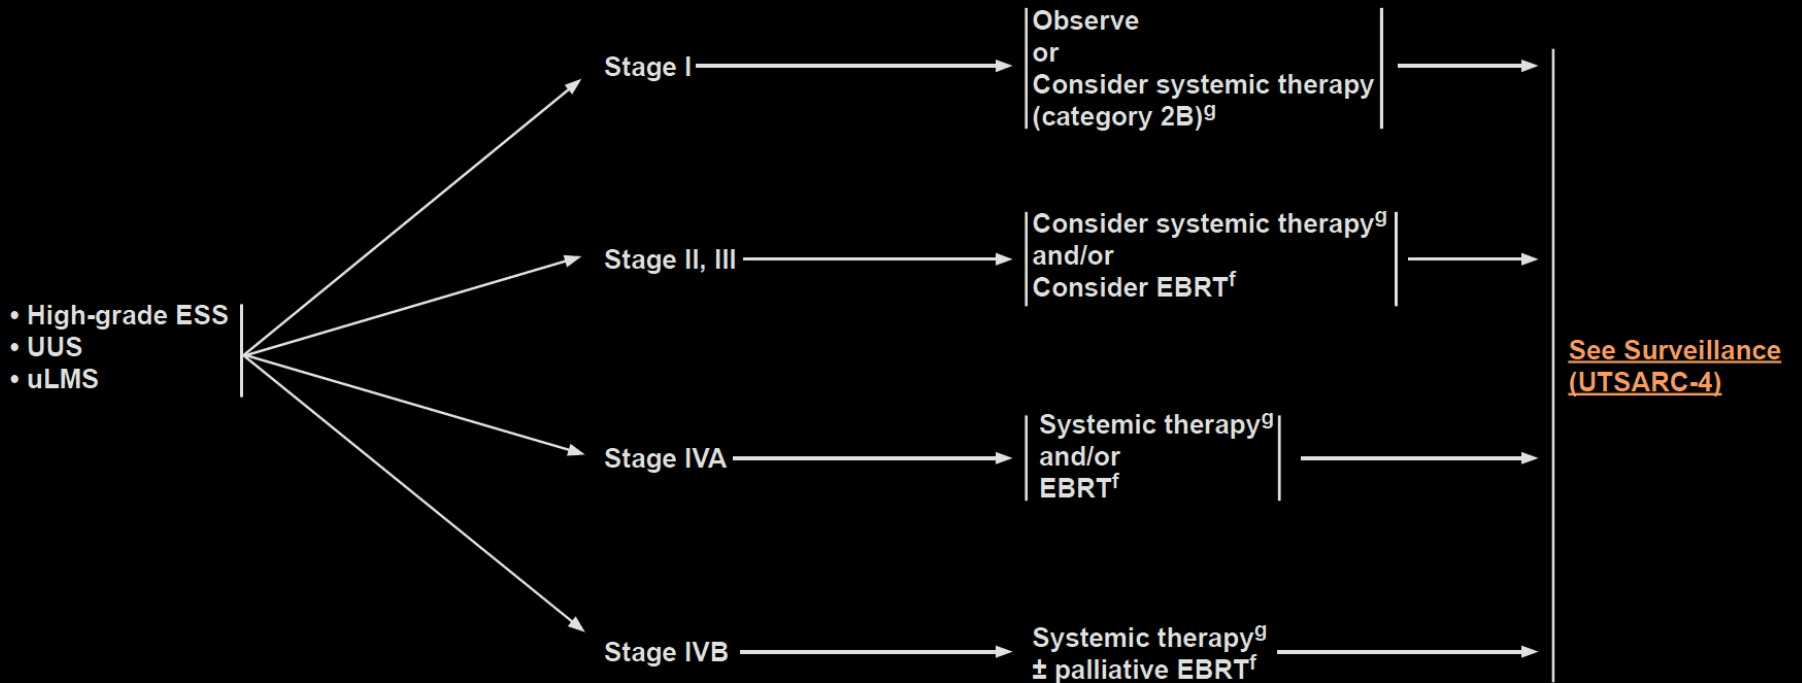 • High-grade ESS
• UUS
• uLMS
Stage I
Observe
or
Consider systemic therapy
(category 2B)g
Stage II, III
Consider systemic therapyg
and/or
Consider EBRTf
Stage IVA
Systemic therapyg
and/or
EBRTf
Stage IVB
Systemic therapyg
± palliative EBRTf
See Surveillance
(UTSARC-4)